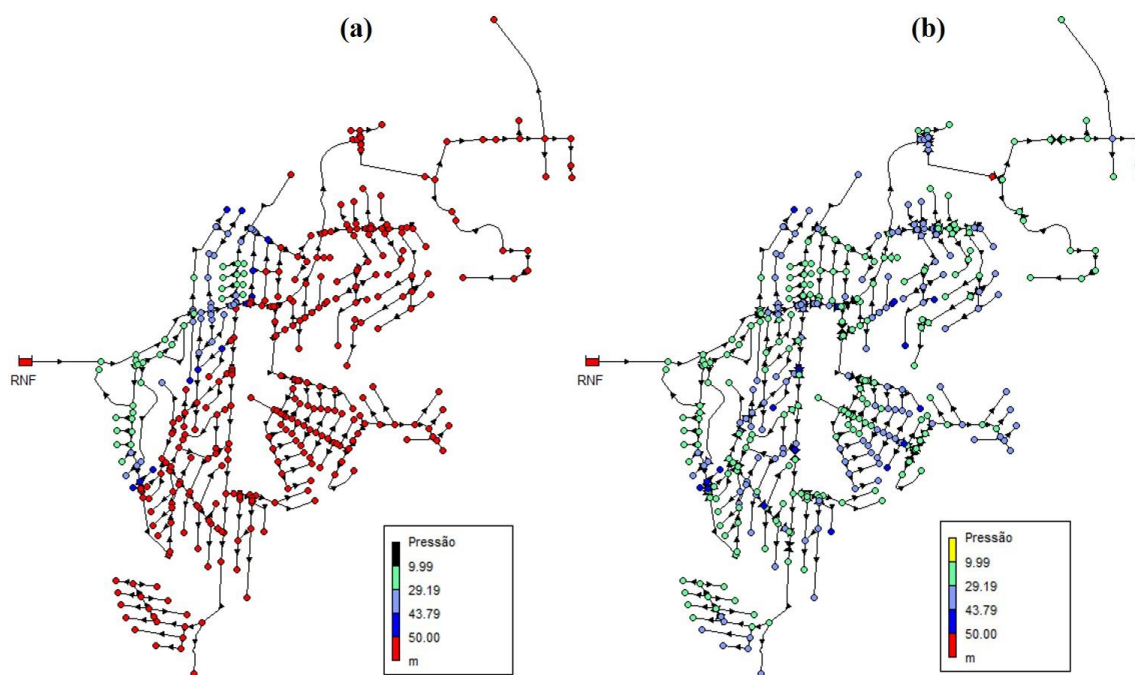 (a)
(b)
RNF
RNF
Pressão
9.99
29.19
43.79
50.00
m
Pressão
9.99
29.19
43.79
50.00
m